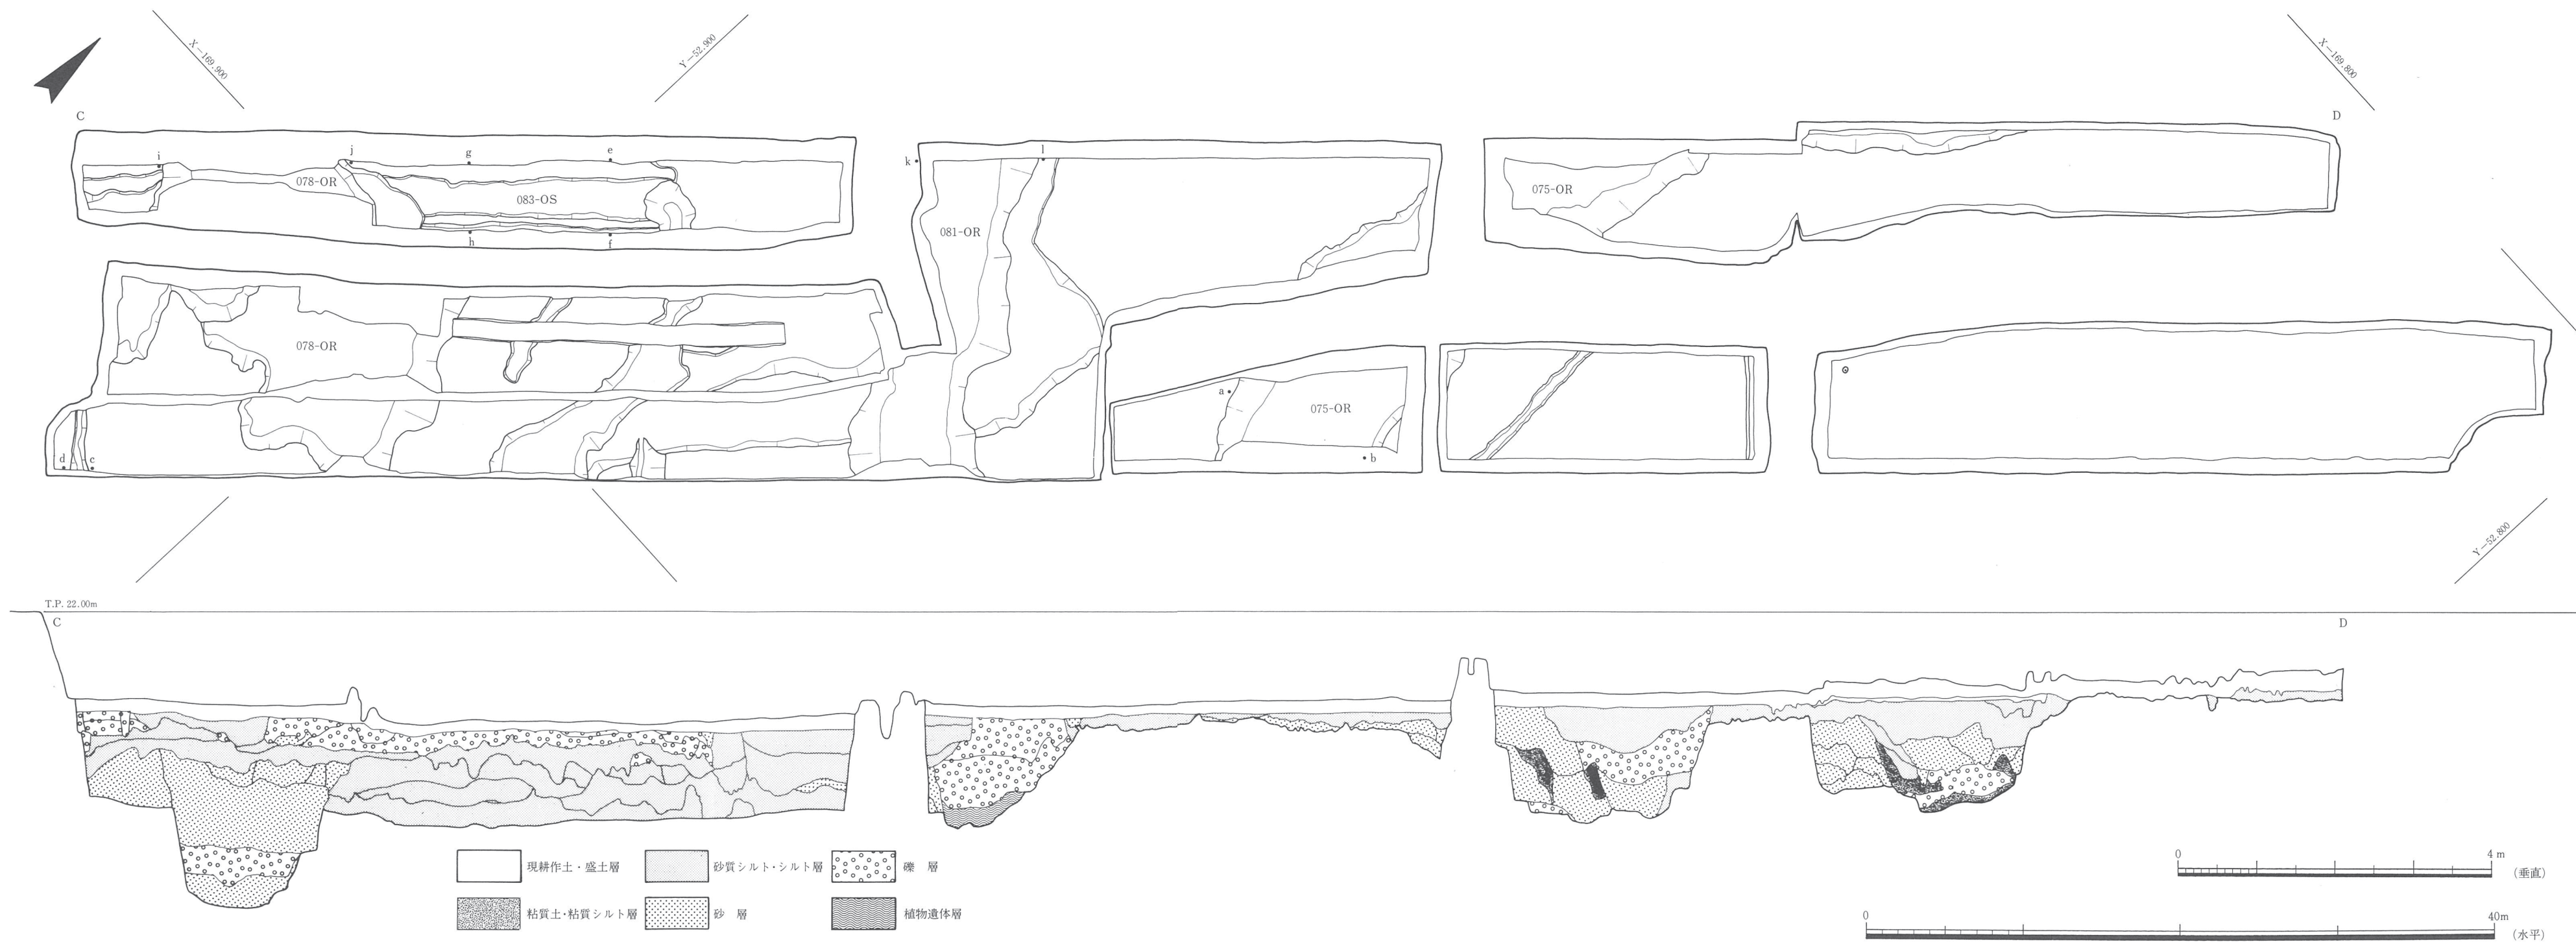 X-169.900
Y-52.900
X-169.800
C
D
i
j
g
e
k
l
078-OR
083-OS
075-OR
081-OR
h
f
078-OR
a
075-OR
b
d
c
Y-52.800
T.P. 22.00m
C
D
現耕作土・盛土層
砂質シルト・シルト層
礫 層
粘質土・粘質シルト層
砂 層
植物遺体層
0 4m
(垂直)
0 40m
(水平)